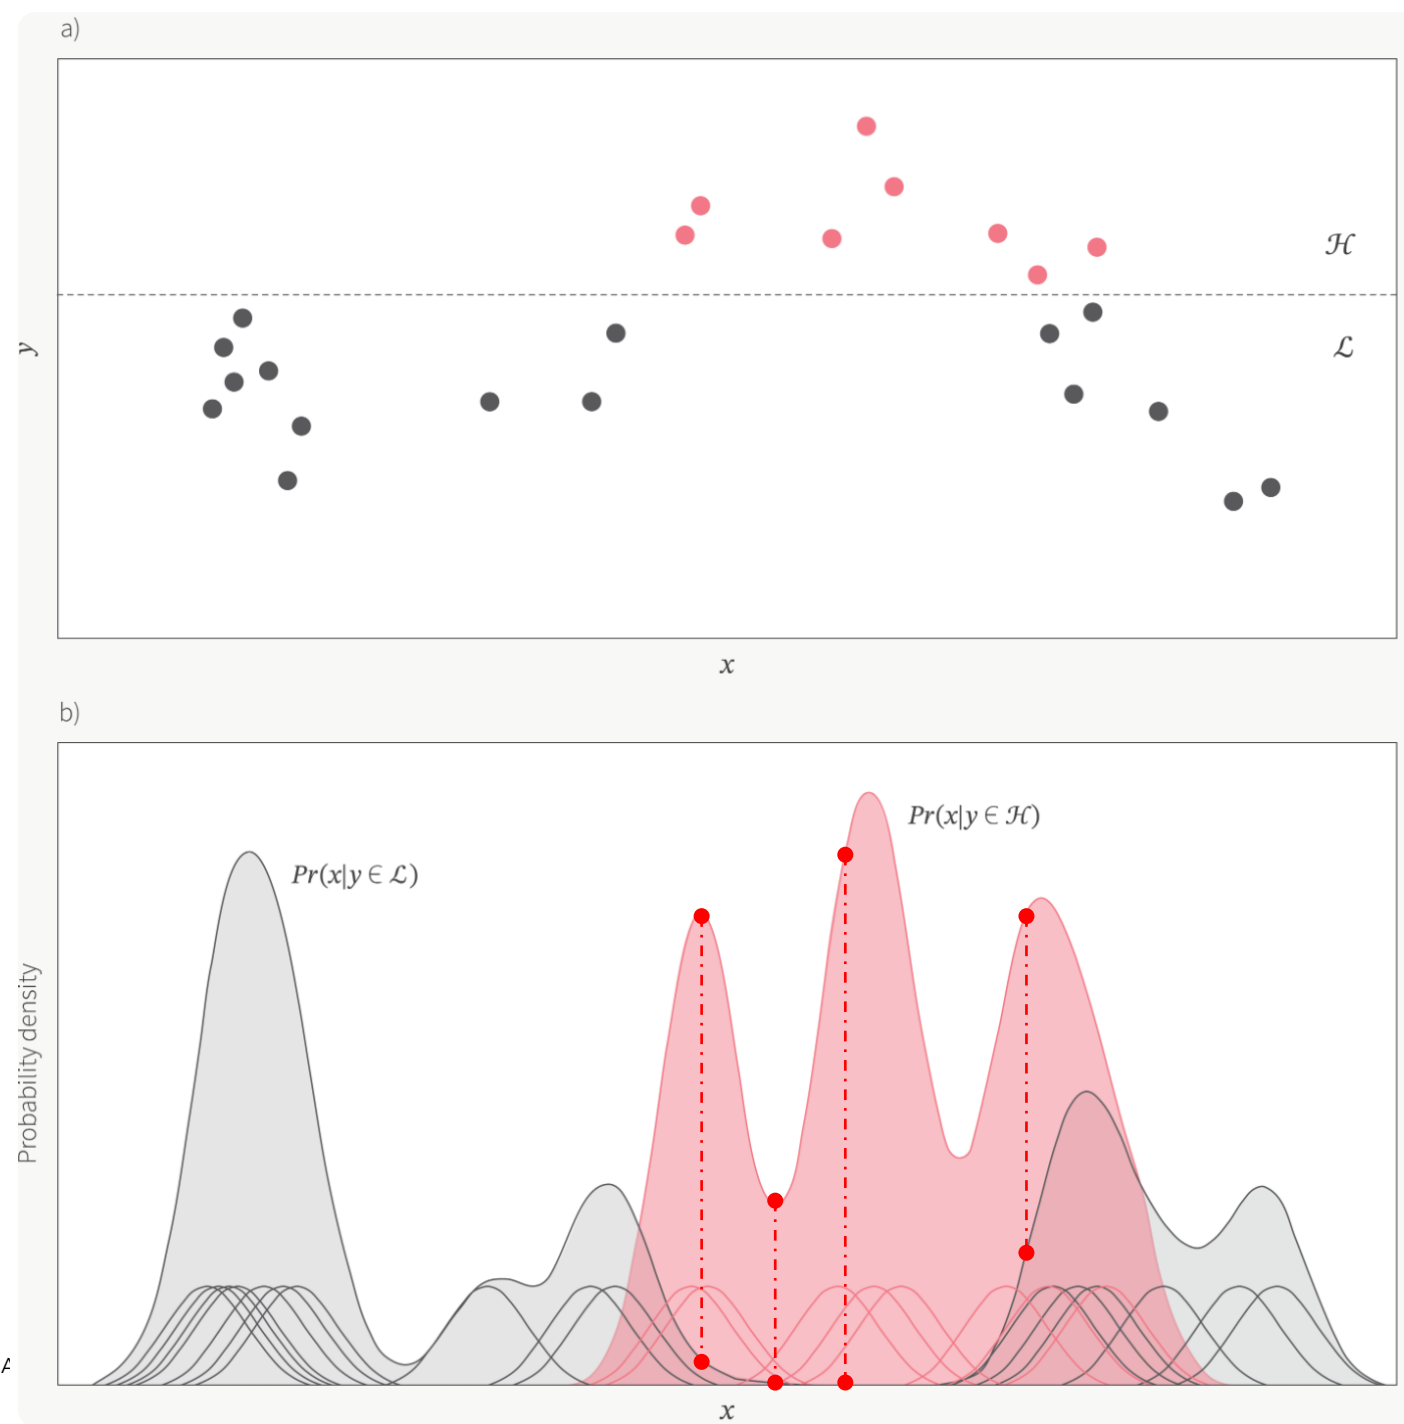 a)
ℋ
y
ℒ
x
b)
Pr(x|y ∈ ℋ)
Pr(x|y ∈ ℒ)
Probability density
A
x